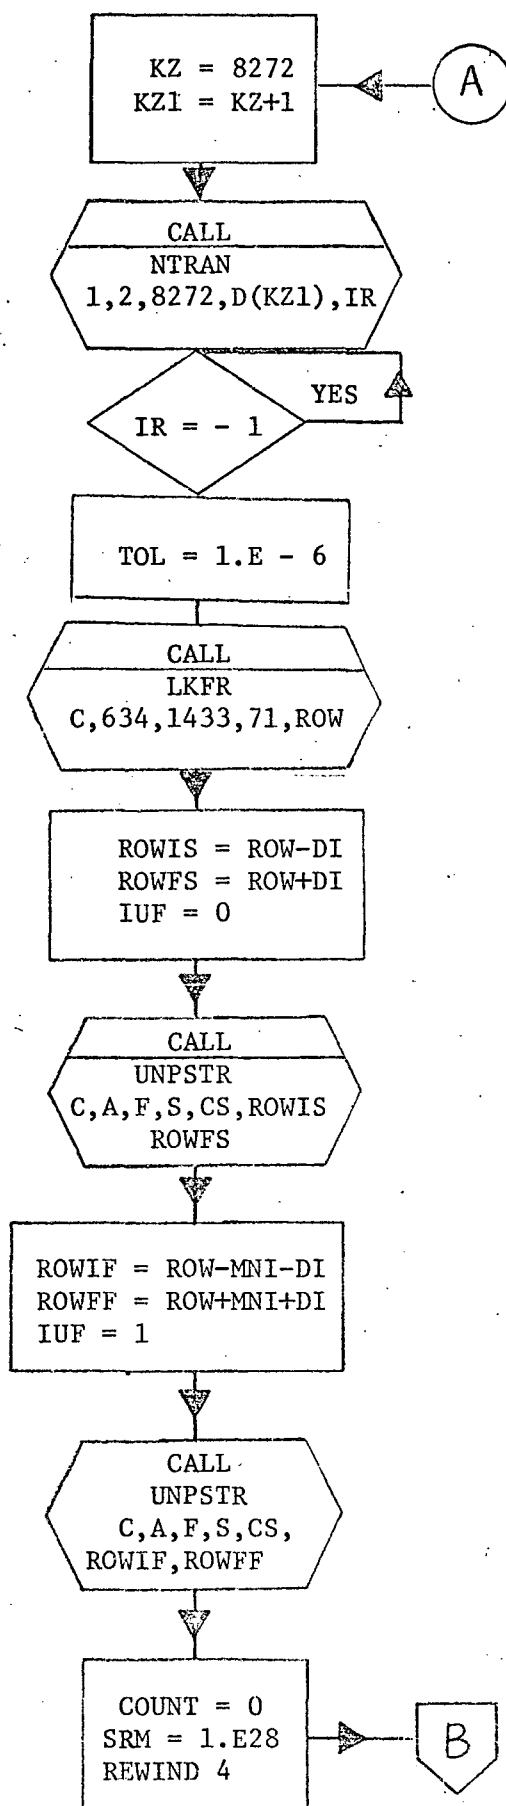 KZ = 8272
KZ1 = KZ+1
A
CALL
NTRAN
1,2,8272,D(KZ1),IR
YES
IR = - 1
TOL = 1.E - 6
CALL
LKFR
C,634,1433,71,ROW
ROWIS = ROW-DI
ROWFS = ROW+DI
IUF = 0
CALL
UNPSTR
C,A,F,S,CS,ROWIS
ROWFS
ROWIF = ROW-MNI-DI
ROWFF = ROW+MNI+DI
IUF = 1
CALL
UNPSTR
C,A,F,S,CS,
ROWIF,ROWFF
COUNT = 0
SRM = 1.E28
REWIND 4
B